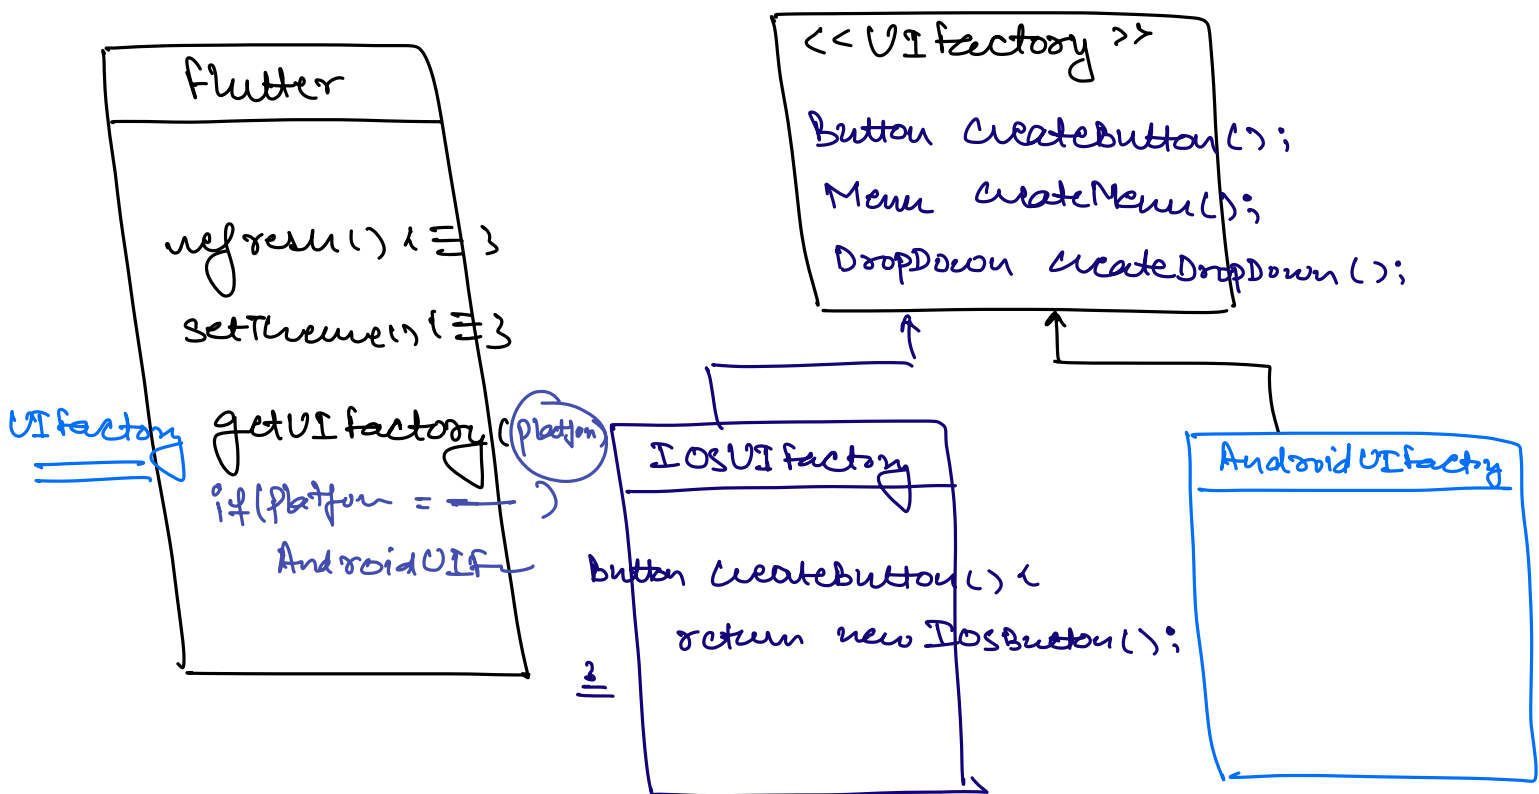 Flutter
refresh() { ≡ }
setTheme() { ≡ }
UIfactory getUIfactory(Platform)
if(Platform = — )
AndroidUIF
<< UIfactory >>
Button createButton();
Menu createMenu();
DropDown createDropDown();
IOSUIfactory
Button createButton() {
return new IOSButton();
}
AndroidUIfactory